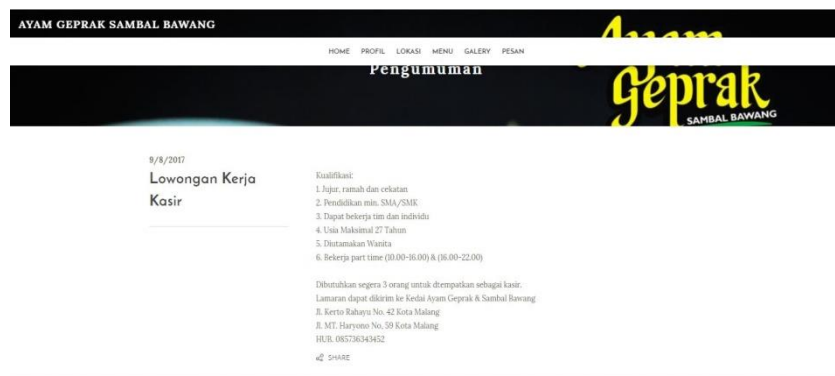 AYAM GEPRAK SAMBAL BAWANG
Ayam
HOME PROFIL LOKASI MENU GALERY PESAN
Pengumuman
Geprak
SAMBAL BAWANG
9/8/2017
Lowongan Kerja
Kasir
Kualifikasi:
1. Jujur, ramah dan cekatan
2. Pendidikan min. SMA/SMK
3. Dapat bekerja tim dan individu
4. Usia Maksimal 27 Tahun
5. Diutamakan Wanita
6. Bekerja part time (10.00-16.00) & (16.00-22.00)
Dibutuhkan segera 3 orang untuk dtempatkan sebagai kasir.
Lamaran dapat dikirim ke Kedai Ayam Geprak & Sambal Bawang
Jl. Kerto Rahayu No. 42 Kota Malang
Jl. MT. Haryono No. 59 Kota Malang
HUB. 085736343452
SHARE